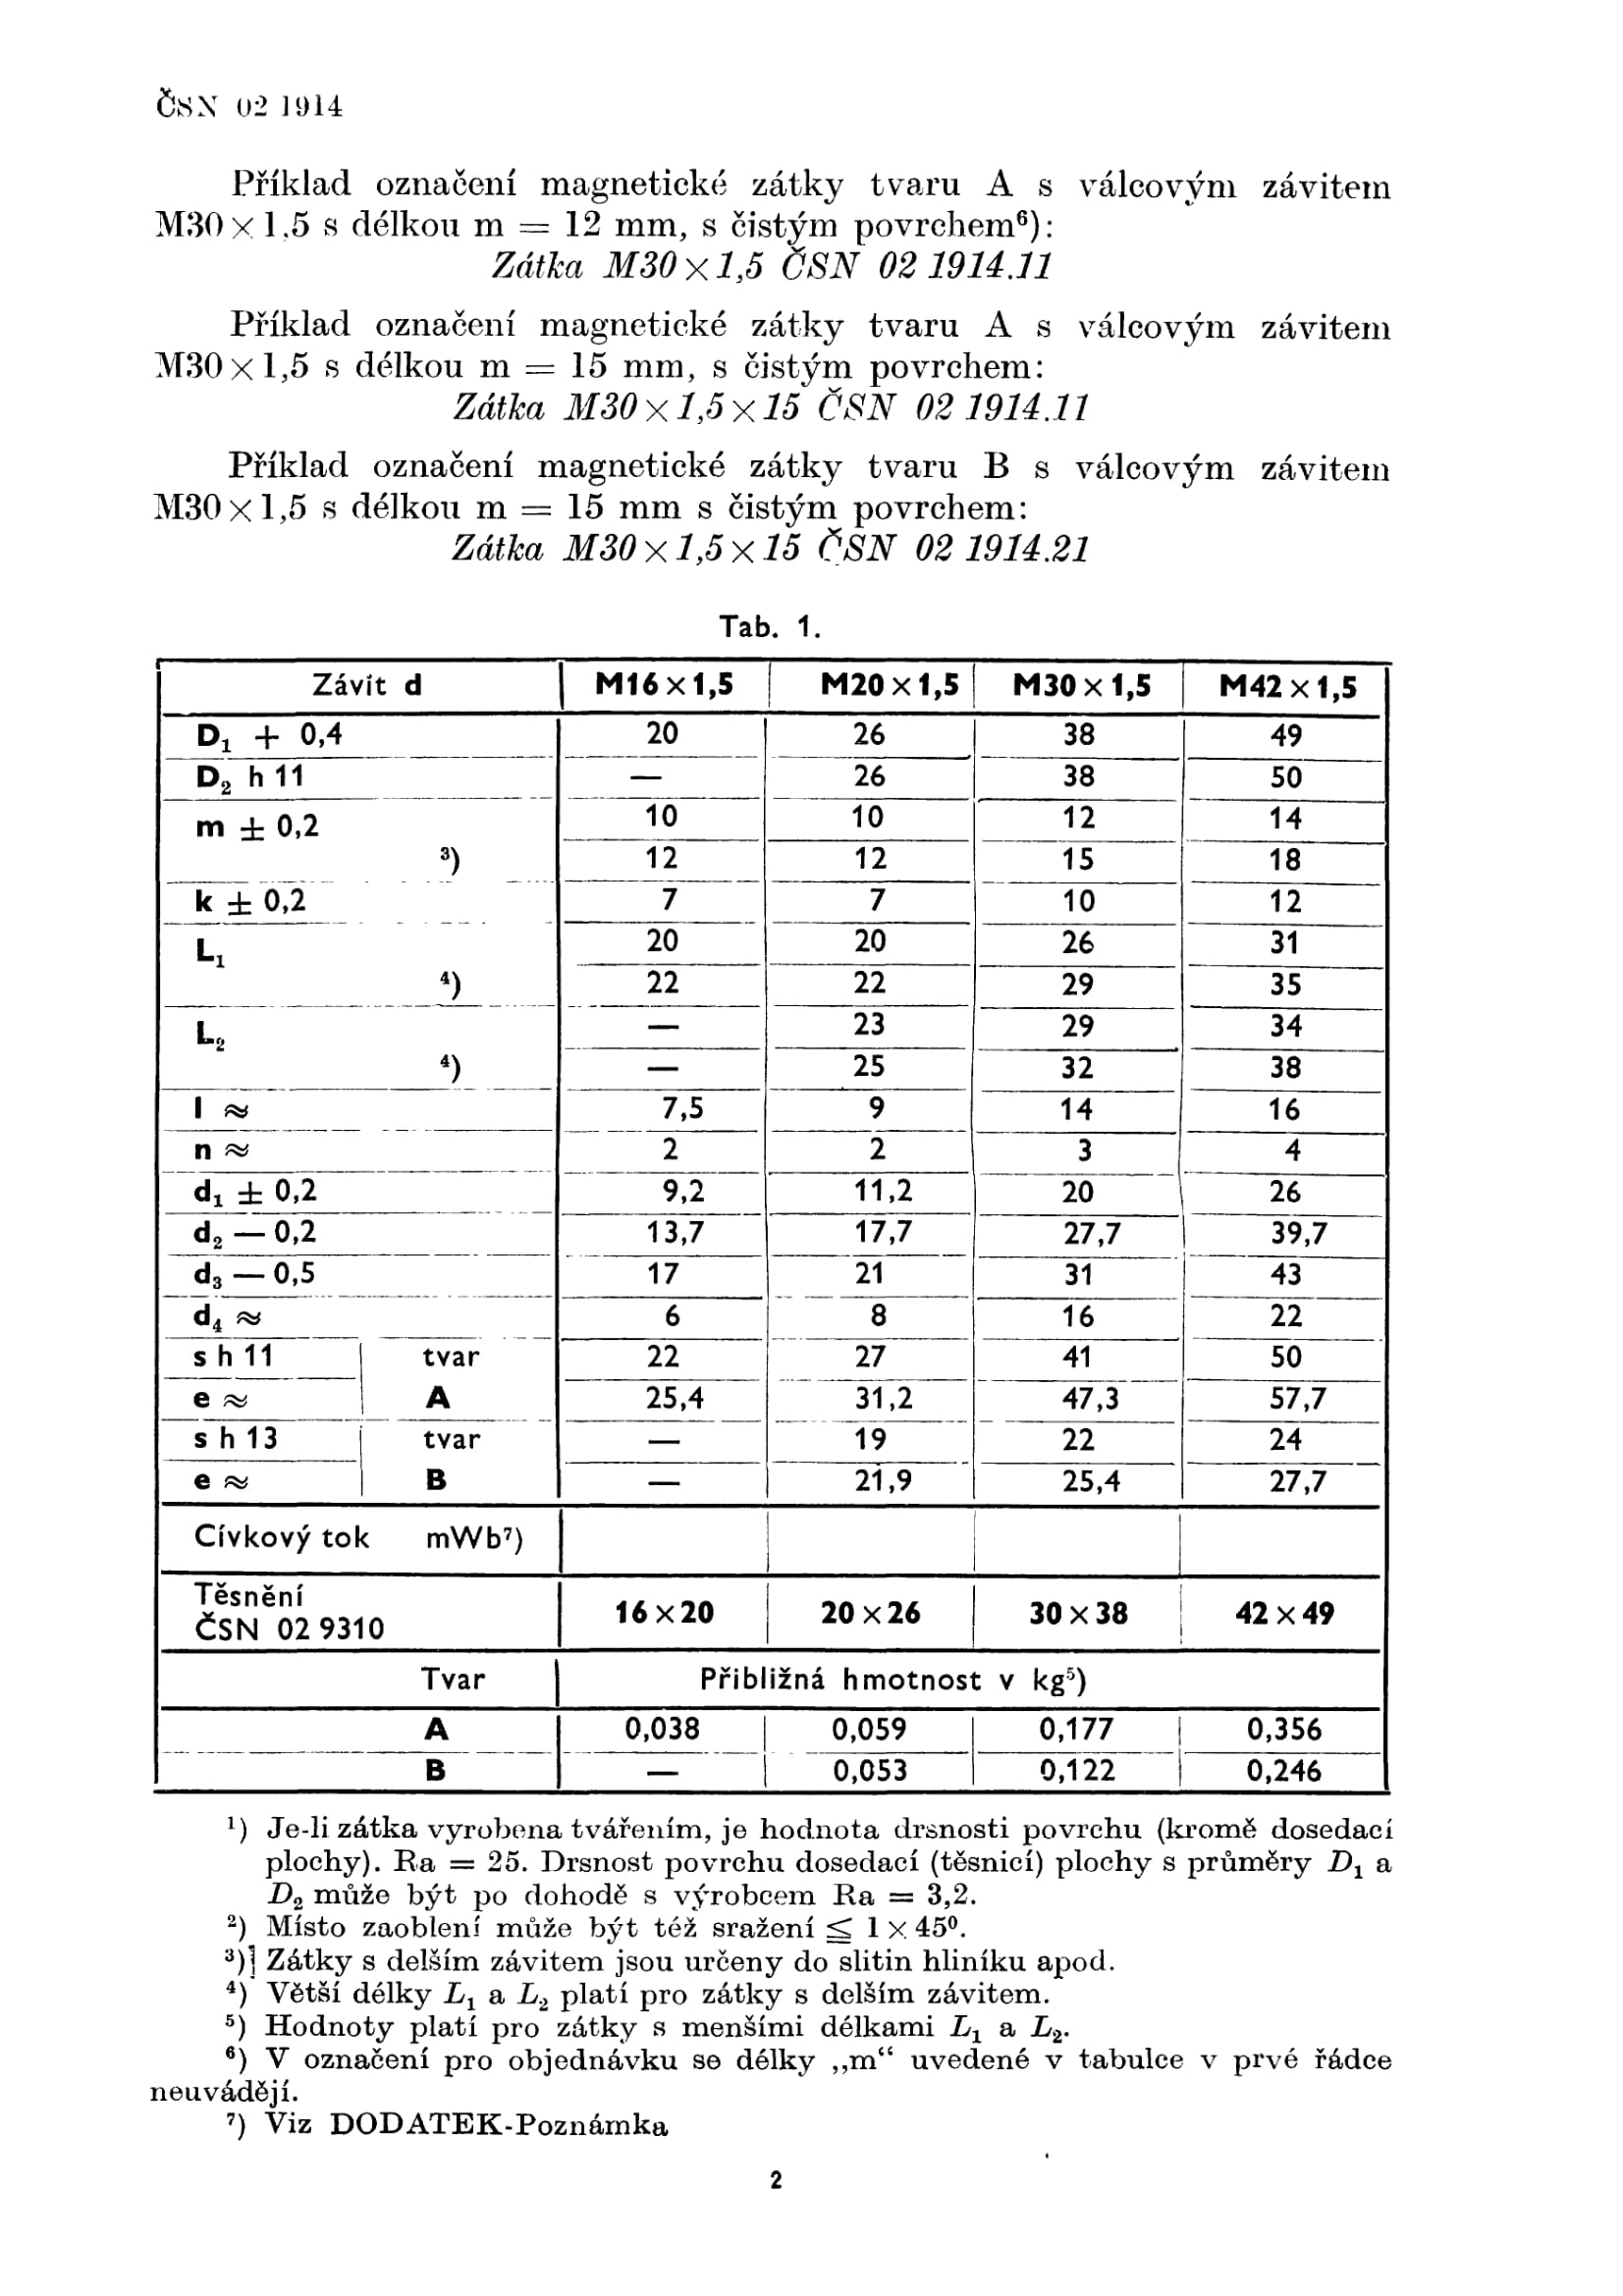 ČSN 02 1914
Příklad označení magnetické zátky tvaru A s válcovým závitem
M30×1,5 s délkou m = 12 mm, s čistým povrchem⁶):
Zátka M30×1,5 ČSN 02 1914.11
Příklad označení magnetické zátky tvaru A s válcovým závitem
M30×1,5 s délkou m = 15 mm, s čistým povrchem:
Zátka M30×1,5×15 ČSN 02 1914.11
Příklad označení magnetické zátky tvaru B s válcovým závitem
M30×1,5 s délkou m = 15 mm s čistým povrchem:
Zátka M30×1,5×15 ČSN 02 1914.21
Tab. 1.
Závit d M16×1,5 M20×1,5 M30×1,5 M42×1,5
D₁ + 0,4 20 26 38 49
D₂ h 11 — 26 38 50
m ± 0,2 10 10 12 14
³) 12 12 15 18
k ± 0,2 7 7 10 12
L₁ 20 20 26 31
⁴) 22 22 29 35
L₂ — 23 29 34
⁴) — 25 32 38
l ≈ 7,5 9 14 16
n ≈ 2 2 3 4
d₁ ± 0,2 9,2 11,2 20 26
d₂ — 0,2 13,7 17,7 27,7 39,7
d₃ — 0,5 17 21 31 43
d₄ ≈ 6 8 16 22
s h 11 tvar 22 27 41 50
e ≈ A 25,4 31,2 47,3 57,7
s h 13 tvar — 19 22 24
e ≈ B — 21,9 25,4 27,7
Cívkový tok mWb⁷)
Těsnění
ČSN 02 9310 16×20 20×26 30×38 42×49
Tvar Přibližná hmotnost v kg⁵)
A 0,038 0,059 0,177 0,356
B — 0,053 0,122 0,246
¹) Je-li zátka vyrobena tvářením, je hodnota drsnosti povrchu (kromě dosedací
plochy). Ra = 25. Drsnost povrchu dosedací (těsnicí) plochy s průměry D₁ a
D₂ může být po dohodě s výrobcem Ra = 3,2.
²) Místo zaoblení může být též sražení ≦ 1×45⁰.
³)] Zátky s delším závitem jsou určeny do slitin hliníku apod.
⁴) Větší délky L₁ a L₂ platí pro zátky s delším závitem.
⁵) Hodnoty platí pro zátky s menšími délkami L₁ a L₂.
⁶) V označení pro objednávku se délky „m“ uvedené v tabulce v prvé řádce
neuvádějí.
⁷) Viz DODATEK-Poznámka
2